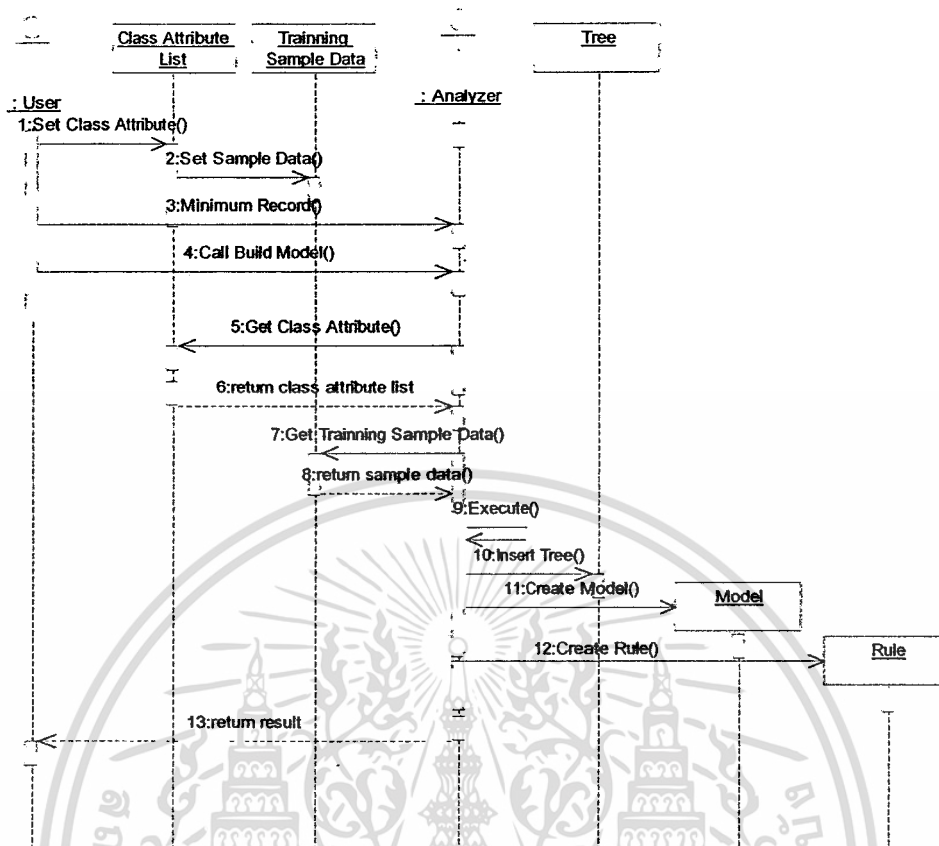 Class Attribute
List
Trainning
Sample Data
Tree
: User
: Analyzer
1:Set Class Attribute()
2:Set Sample Data()
3:Minimum Record()
4:Call Build Model()
5:Get Class Attribute()
6:return class attribute list
7:Get Trainning Sample Data()
8:return sample data()
9:Execute()
10:Insert Tree()
11:Create Model()
Model
12:Create Rule()
Rule
13:return result